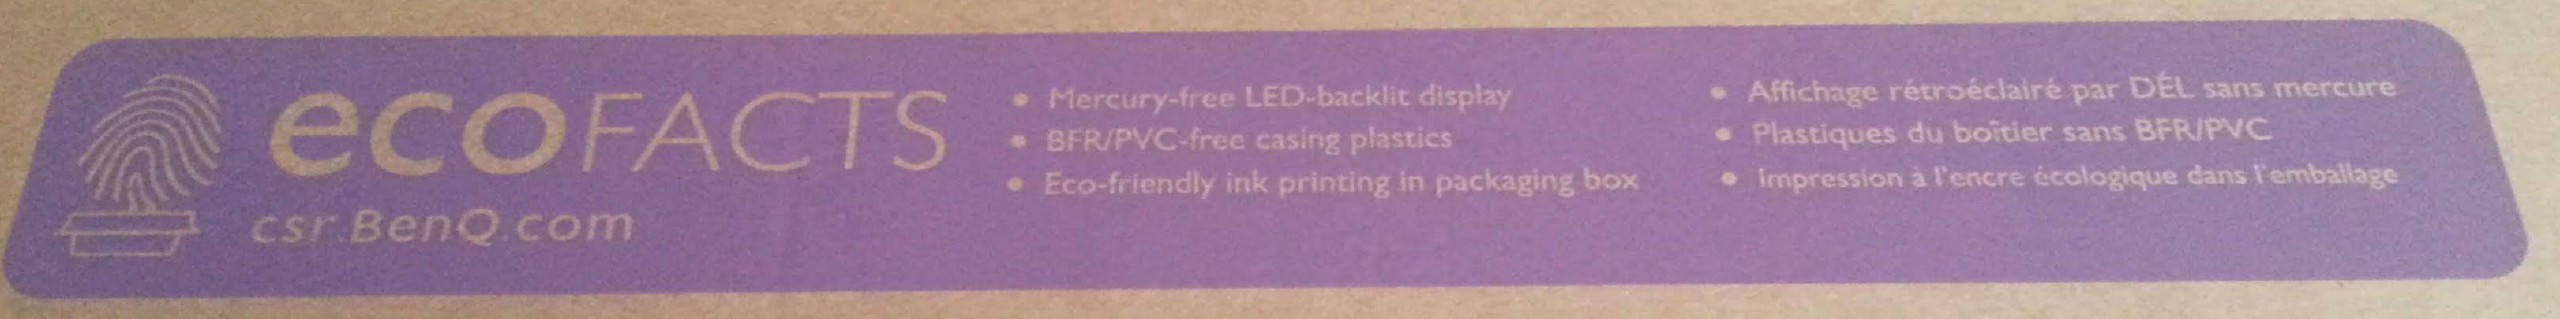 ecoFACTS
csr.BenQ.com
• Mercury-free LED-backlit display
• BFR/PVC-free casing plastics
• Eco-friendly ink printing in packaging box
• Affichage rétroéclairé par DÉL sans mercure
• Plastiques du boîtier sans BFR/PVC
• Impression à l'encre écologique dans l'emballage